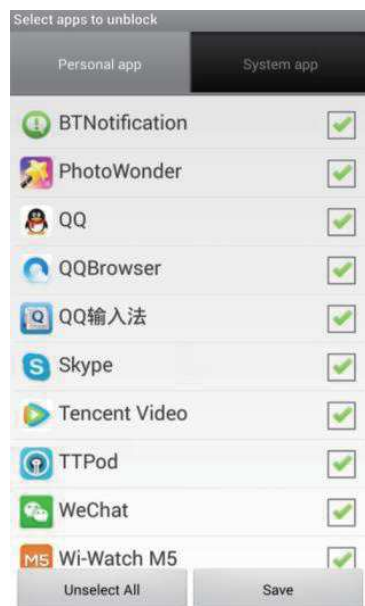 Select apps to unblock
Personal app
System app
BTNotification
PhotoWonder
QQ
QQBrowser
QQ输入法
Skype
Tencent Video
TTPod
WeChat
M5 Wi-Watch M5
Unselect All
Save